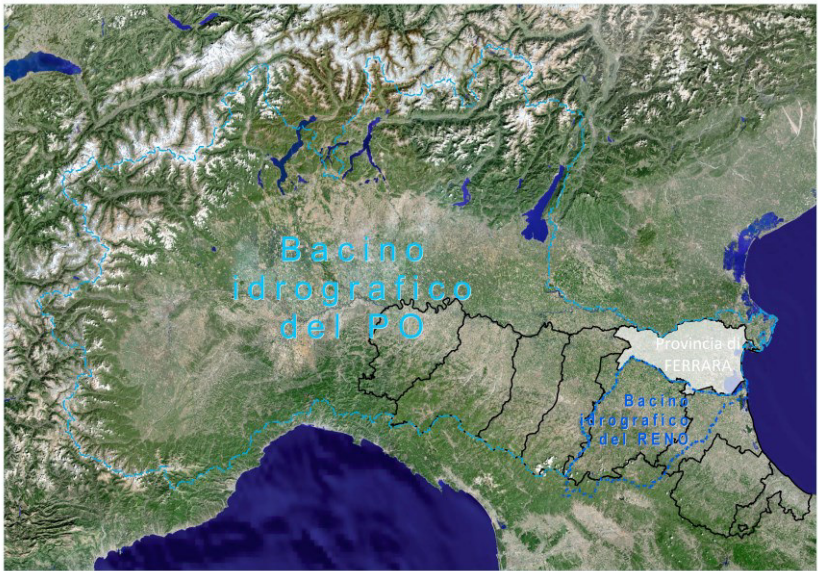 Bacino
idrografico
del PO
Provincia di
FERRARA
Bacino
idrografico
del RENO